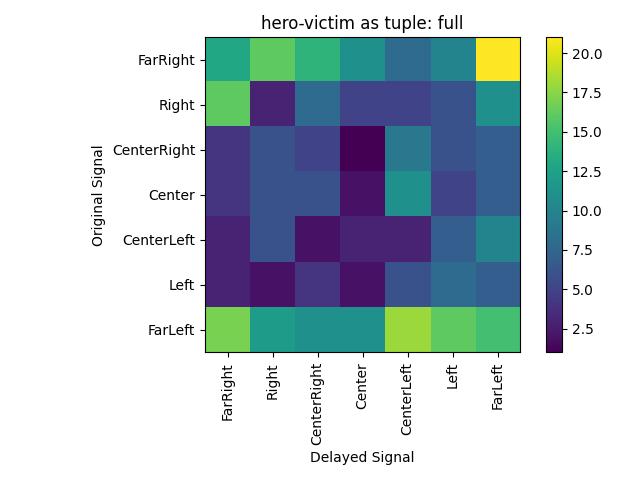 hero-victim as tuple: full
FarRight
Right
CenterRight
Center
CenterLeft
Left
FarLeft
Original Signal
FarRight
Right
CenterRight
Center
CenterLeft
Left
FarLeft
Delayed Signal
20.0
17.5
15.0
12.5
10.0
7.5
5.0
2.5